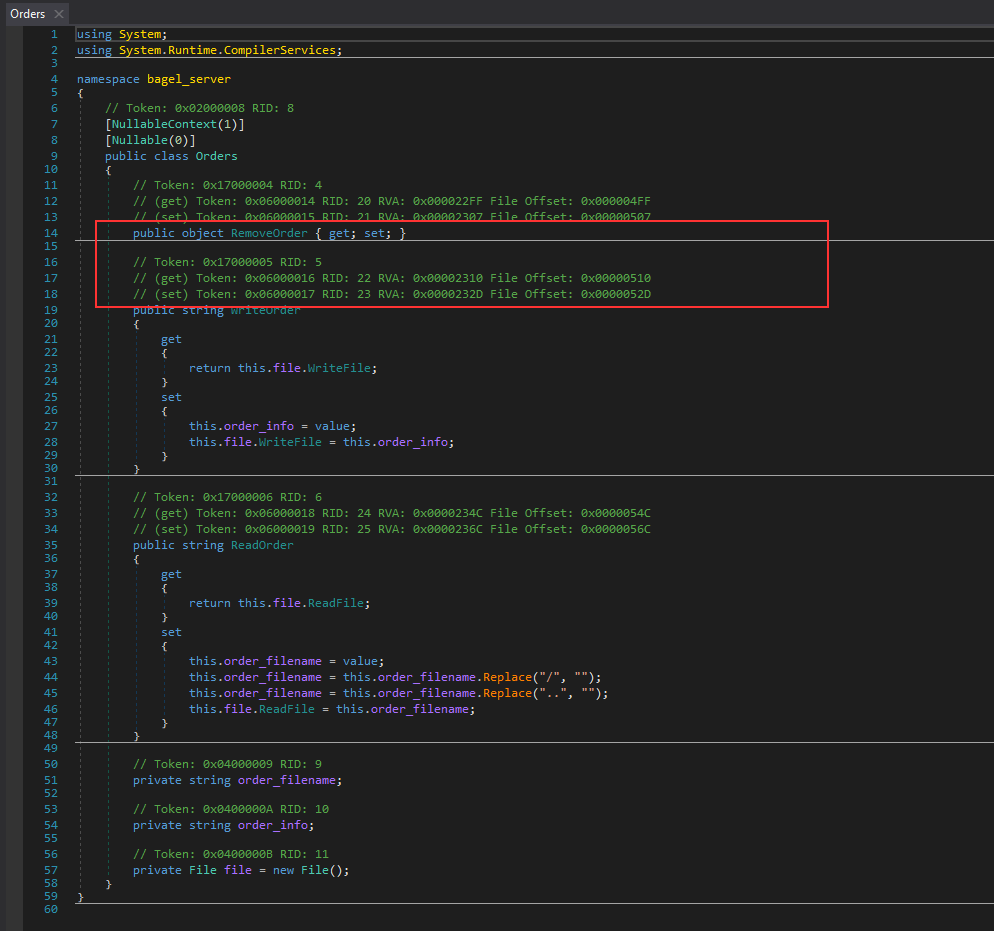 Orders ×
1 using System;
2 using System.Runtime.CompilerServices;
3
4 namespace bagel_server
5 {
6 // Token: 0x02000008 RID: 8
7 [NullableContext(1)]
8 [Nullable(0)]
9 public class Orders
10 {
11 // Token: 0x17000004 RID: 4
12 // (get) Token: 0x06000014 RID: 20 RVA: 0x000022FF File Offset: 0x000004FF
13 // (set) Token: 0x06000015 RID: 21 RVA: 0x00002307 File Offset: 0x00000507
14 public object RemoveOrder { get; set; }
15
16 // Token: 0x17000005 RID: 5
17 // (get) Token: 0x06000016 RID: 22 RVA: 0x00002310 File Offset: 0x00000510
18 // (set) Token: 0x06000017 RID: 23 RVA: 0x0000232D File Offset: 0x0000052D
19 public string WriteOrder
20 {
21 get
22 {
23 return this.file.WriteFile;
24 }
25 set
26 {
27 this.order_info = value;
28 this.file.WriteFile = this.order_info;
29 }
30 }
31
32 // Token: 0x17000006 RID: 6
33 // (get) Token: 0x06000018 RID: 24 RVA: 0x0000234C File Offset: 0x0000054C
34 // (set) Token: 0x06000019 RID: 25 RVA: 0x0000236C File Offset: 0x0000056C
35 public string ReadOrder
36 {
37 get
38 {
39 return this.file.ReadFile;
40 }
41 set
42 {
43 this.order_filename = value;
44 this.order_filename = this.order_filename.Replace("/", "");
45 this.order_filename = this.order_filename.Replace("..", "");
46 this.file.ReadFile = this.order_filename;
47 }
48 }
49
50 // Token: 0x04000009 RID: 9
51 private string order_filename;
52
53 // Token: 0x0400000A RID: 10
54 private string order_info;
55
56 // Token: 0x0400000B RID: 11
57 private File file = new File();
58 }
59 }
60